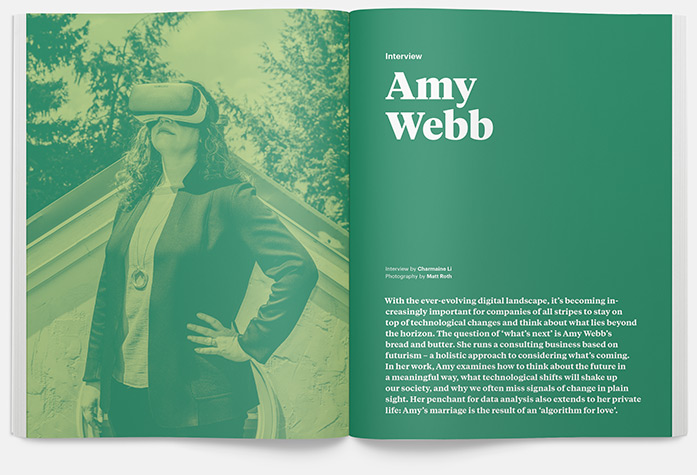 Interview
Amy
Webb
Interview by Charmaine Li
Photography by Matt Roth
With the ever-evolving digital landscape, it's becoming in-
creasingly important for companies of all stripes to stay on
top of technological changes and think about what lies beyond
the horizon. The question of ‘what's next’ is Amy Webb's
bread and butter. She runs a consulting business based on
futurism – a holistic approach to considering what's coming.
In her work, Amy examines how to think about the future in
a meaningful way, what technological shifts will shake up
our society, and why we often miss signals of change in plain
sight. Her penchant for data analysis also extends to her private
life: Amy's marriage is the result of an ‘algorithm for love’.